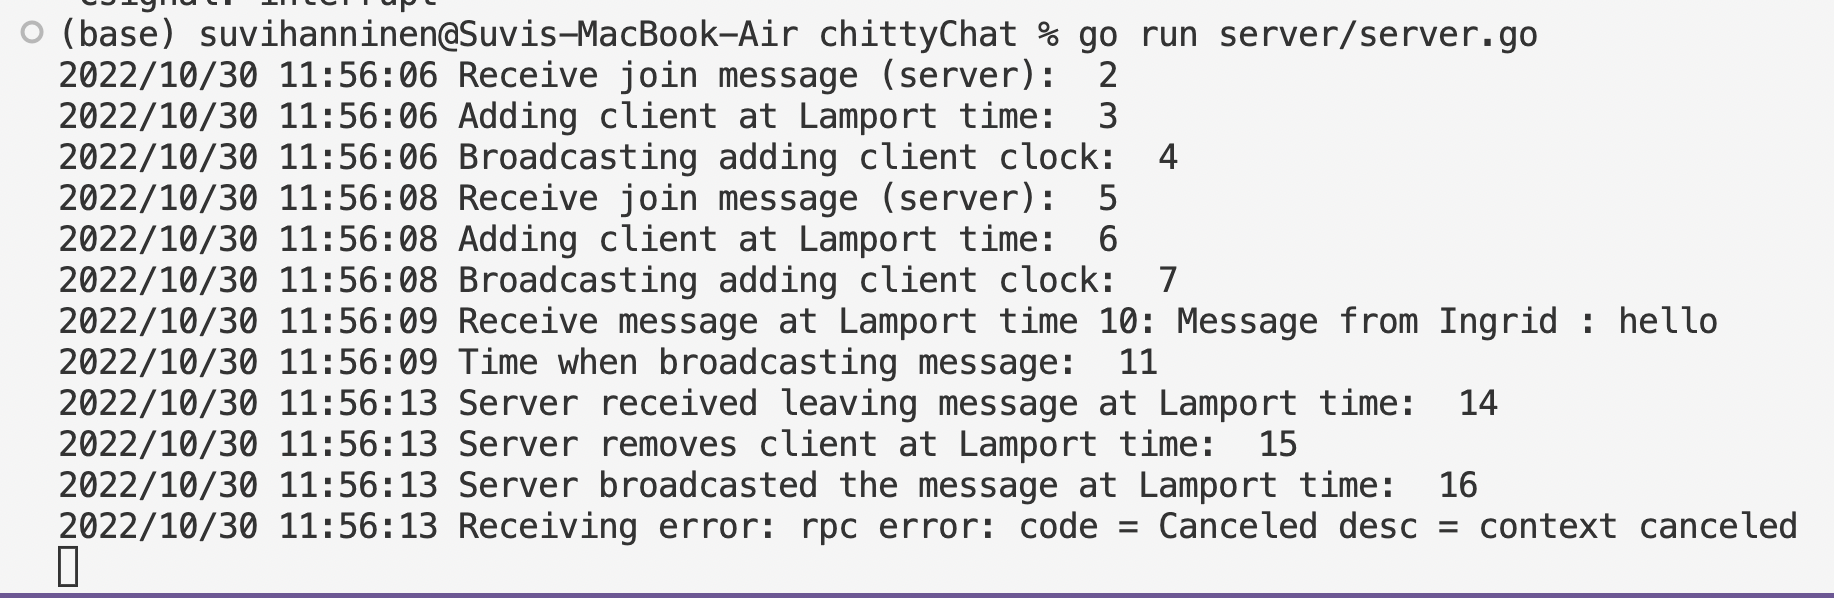 (base) suvihanninen@Suvis-MacBook-Air chittyChat % go run server/server.go
2022/10/30 11:56:06 Receive join message (server):  2
2022/10/30 11:56:06 Adding client at Lamport time:  3
2022/10/30 11:56:06 Broadcasting adding client clock:  4
2022/10/30 11:56:08 Receive join message (server):  5
2022/10/30 11:56:08 Adding client at Lamport time:  6
2022/10/30 11:56:08 Broadcasting adding client clock:  7
2022/10/30 11:56:09 Receive message at Lamport time 10: Message from Ingrid : hello
2022/10/30 11:56:09 Time when broadcasting message:  11
2022/10/30 11:56:13 Server received leaving message at Lamport time:  14
2022/10/30 11:56:13 Server removes client at Lamport time:  15
2022/10/30 11:56:13 Server broadcasted the message at Lamport time:  16
2022/10/30 11:56:13 Receiving error: rpc error: code = Canceled desc = context canceled